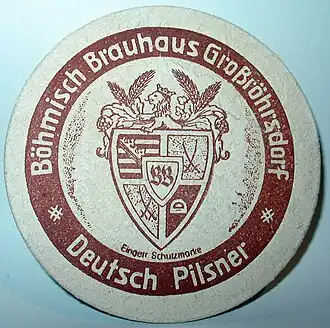 Böhmisch Brauhaus Großröhrsdorf
Eingetr. Schutzmarke
Deutsch Pilsner